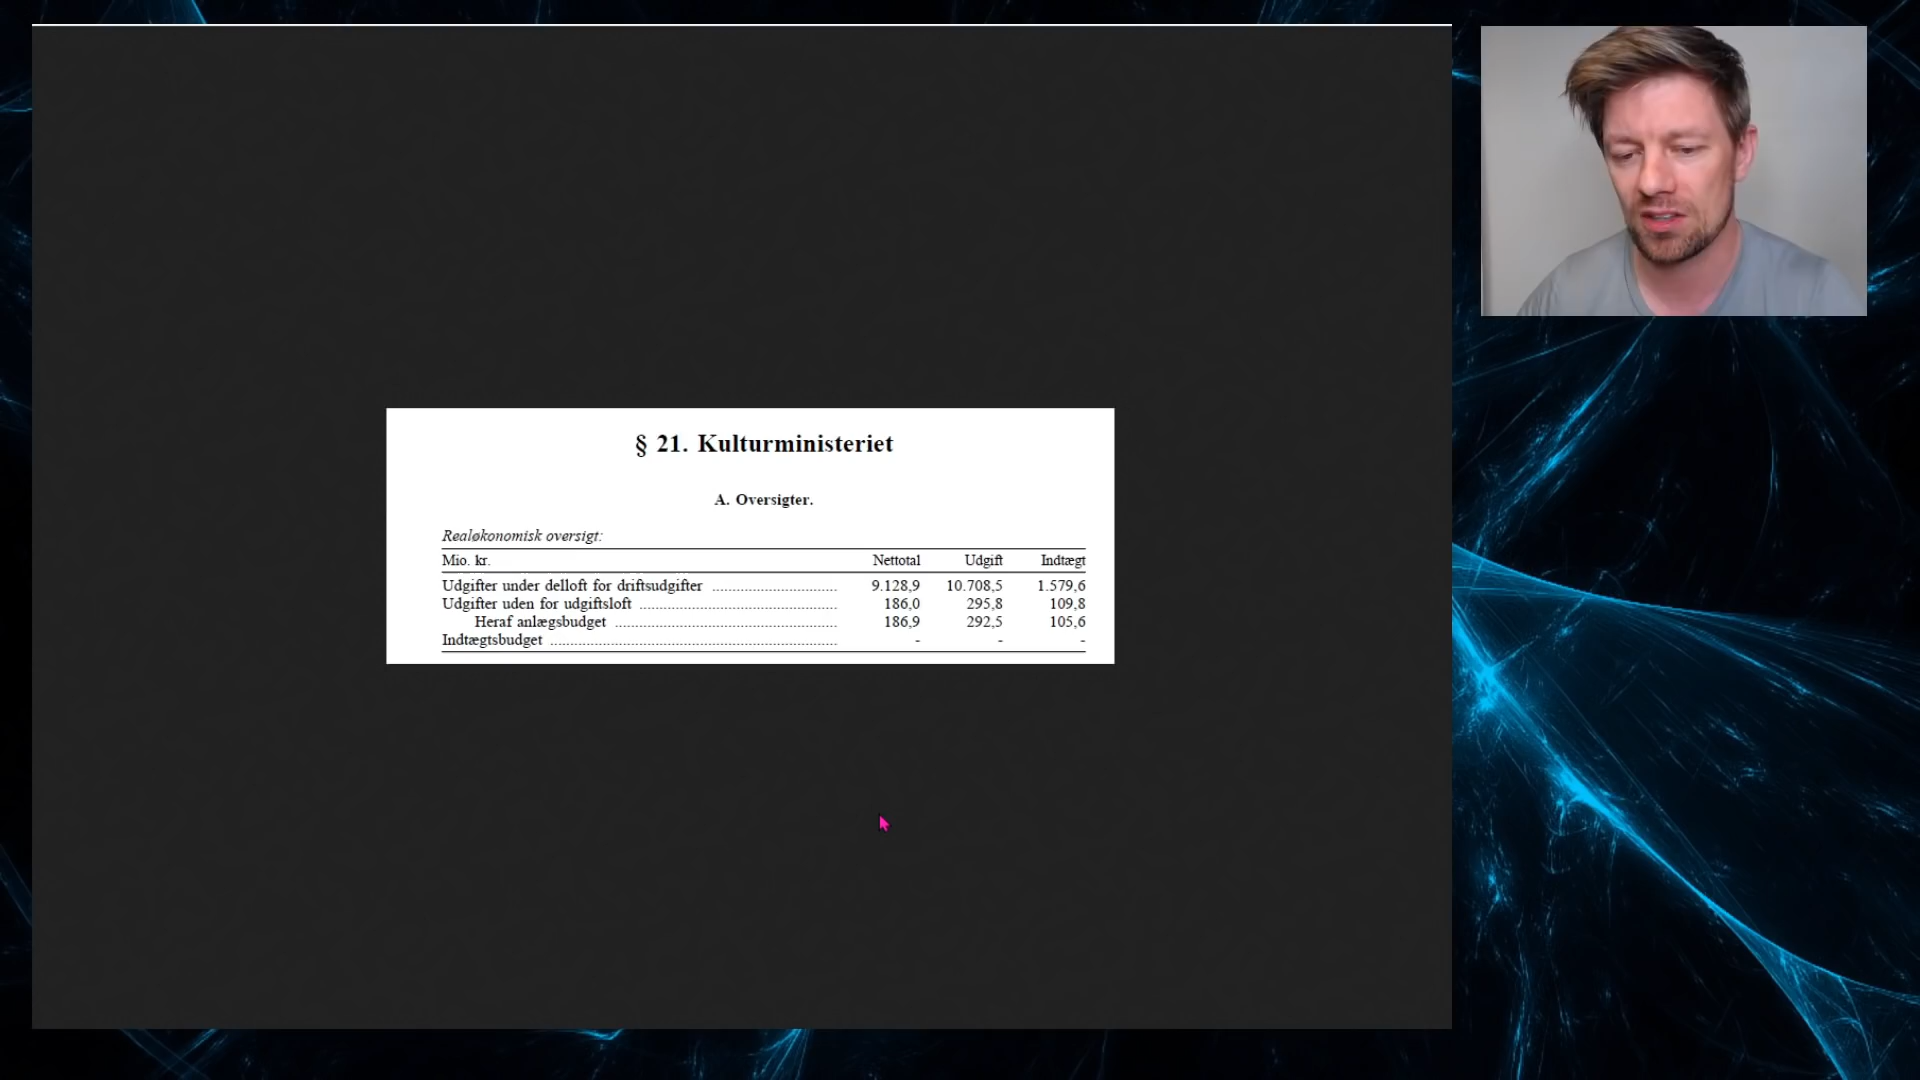 § 21. Kulturministeriet
A. Oversigter.
Realøkonomisk oversigt:
Mio. kr. Nettotal Udgift Indtægt
Udgifter under delloft for driftsudgifter ............................... 9.128,9 10.708,5 1.579,6
Udgifter uden for udgiftsloft ................................................. 186,0 295,8 109,8
Heraf anlægsbudget ....................................................... 186,9 292,5 105,6
Indtægtsbudget ....................................................................... - - -